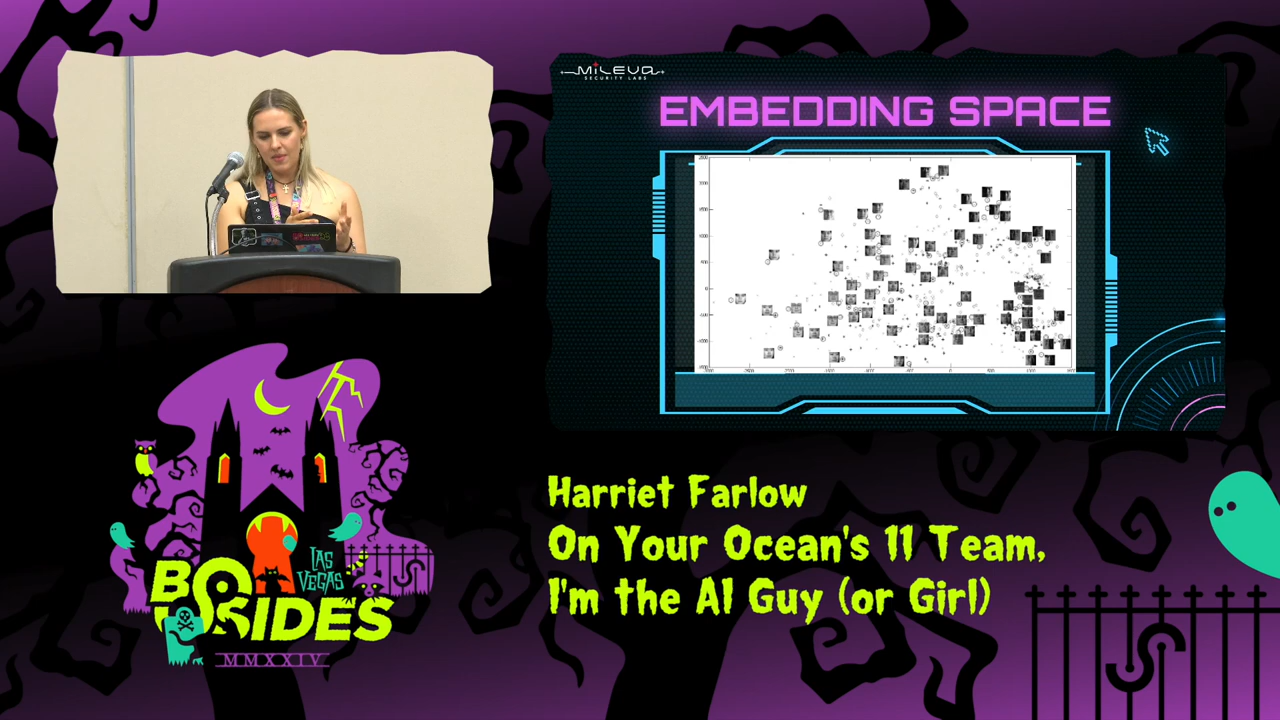 MILEVA
SECURITY LABS
EMBEDDING SPACE
Harriet Farlow
On Your Ocean's 11 Team,
I'm the AI Guy (or Girl)
LAS
VEGAS
BSIDES
MMXXIV